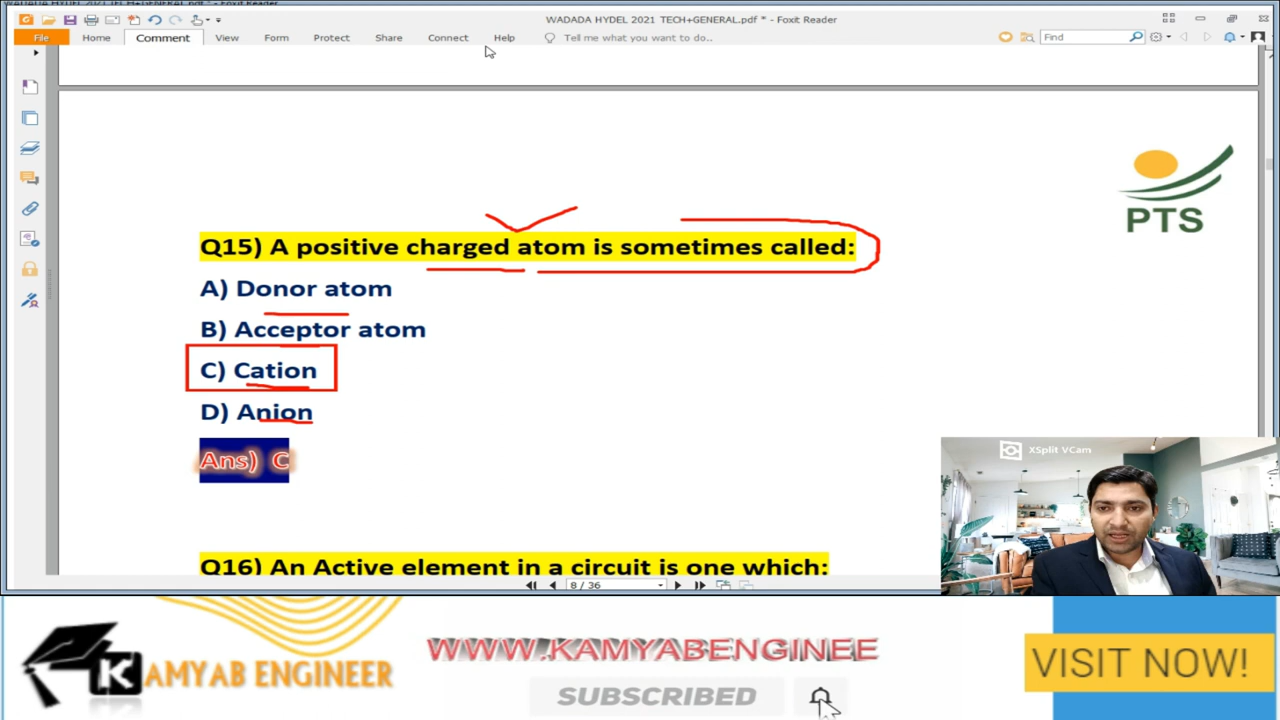 WADADA HYDEL 2021 TECH+GENERAL.pdf * - Foxit Reader
File Home Comment View Form Protect Share Connect Help Tell me what you want to do.. Find
PTS
Q15) A positive charged atom is sometimes called:
A) Donor atom
B) Acceptor atom
C) Cation
D) Anion
Ans) C
XSplit VCam
Q16) An Active element in a circuit is one which:
8 / 36
KAMYAB ENGINEER
WWW.KAMYABENGINEE
VISIT NOW!
SUBSCRIBED